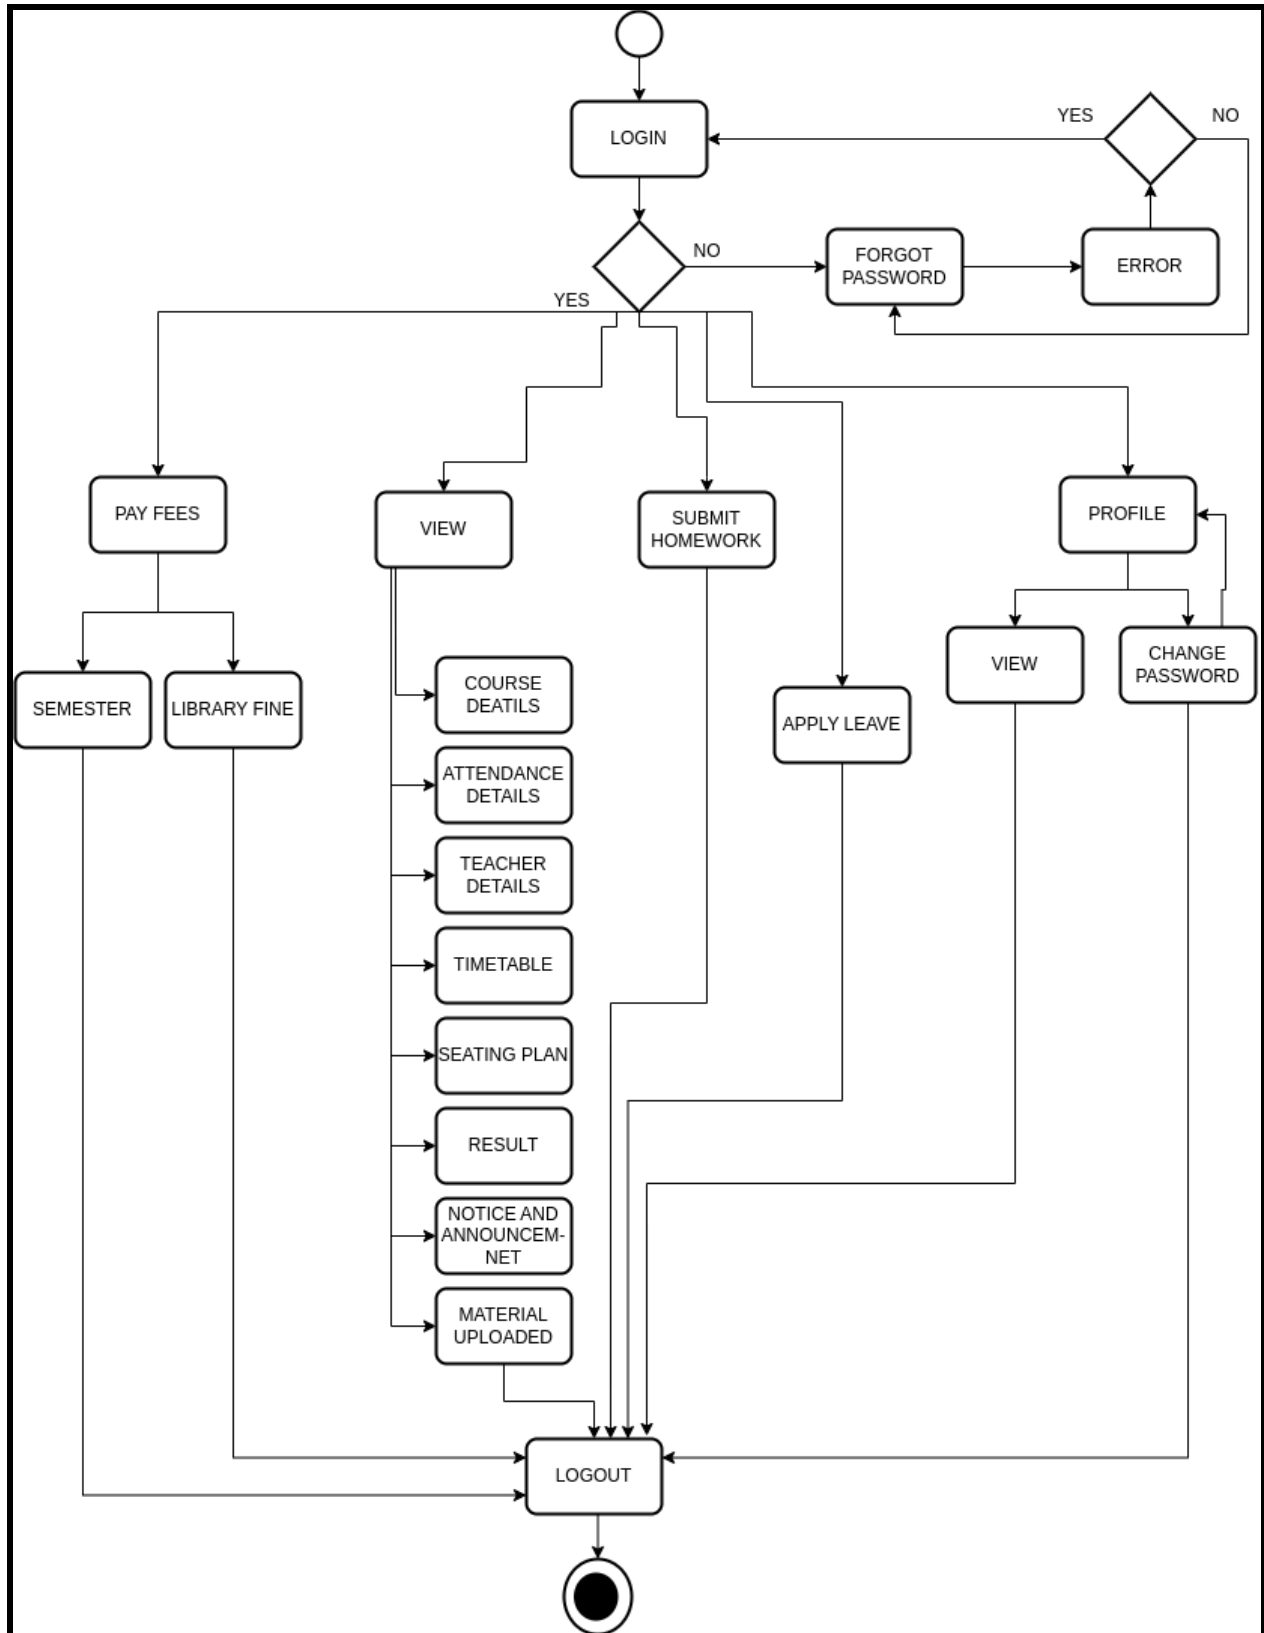 LOGIN
YES
NO
NO
FORGOT
PASSWORD
ERROR
YES
PAY FEES
VIEW
SUBMIT
HOMEWORK
PROFILE
SEMESTER
LIBRARY FINE
COURSE
DEATILS
APPLY LEAVE
VIEW
CHANGE
PASSWORD
ATTENDANCE
DETAILS
TEACHER
DETAILS
TIMETABLE
SEATING PLAN
RESULT
NOTICE AND
ANNOUNCEM-
NET
MATERIAL
UPLOADED
LOGOUT